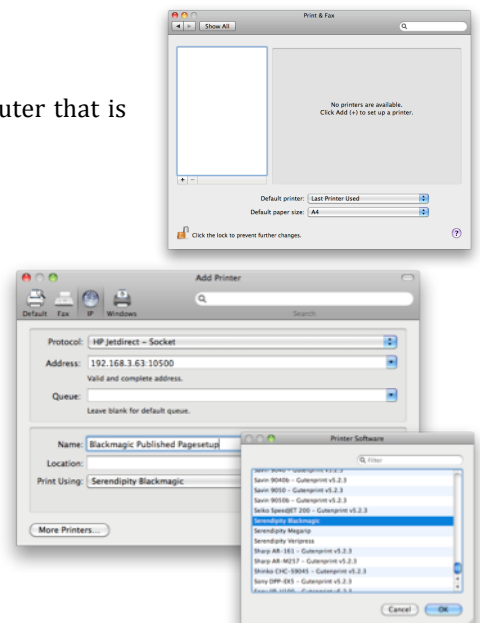 Print & Fax
Show All
uter that is
No printers are available.
Click Add (+) to set up a printer.
+ −
Default printer: Last Printer Used
Default paper size: A4
Click the lock to prevent further changes.
?
Add Printer
Default Fax IP Windows
Search
Protocol: HP Jetdirect – Socket
Address: 192.168.3.63:10500
Valid and complete address.
Queue:
Leave blank for default queue.
Name: Blackmagic Published Pagesetup
Location:
Print Using: Serendipity Blackmagic
More Printers...
Printer Software
Filter
Savin 9040b – Gutenprint v5.2.3
Savin 9050 – Gutenprint v5.2.3
Savin 9050b – Gutenprint v5.2.3
Seiko SpeedJET 200 – Gutenprint v5.2.3
Serendipity Blackmagic
Serendipity Megarip
Serendipity Veripress
Sharp AR-161 – Gutenprint v5.2.3
Sharp AR-M257 – Gutenprint v5.2.3
Shinko CHC-S9045 – Gutenprint v5.2.3
Sony DPP-EX5 – Gutenprint v5.2.3
Cancel OK